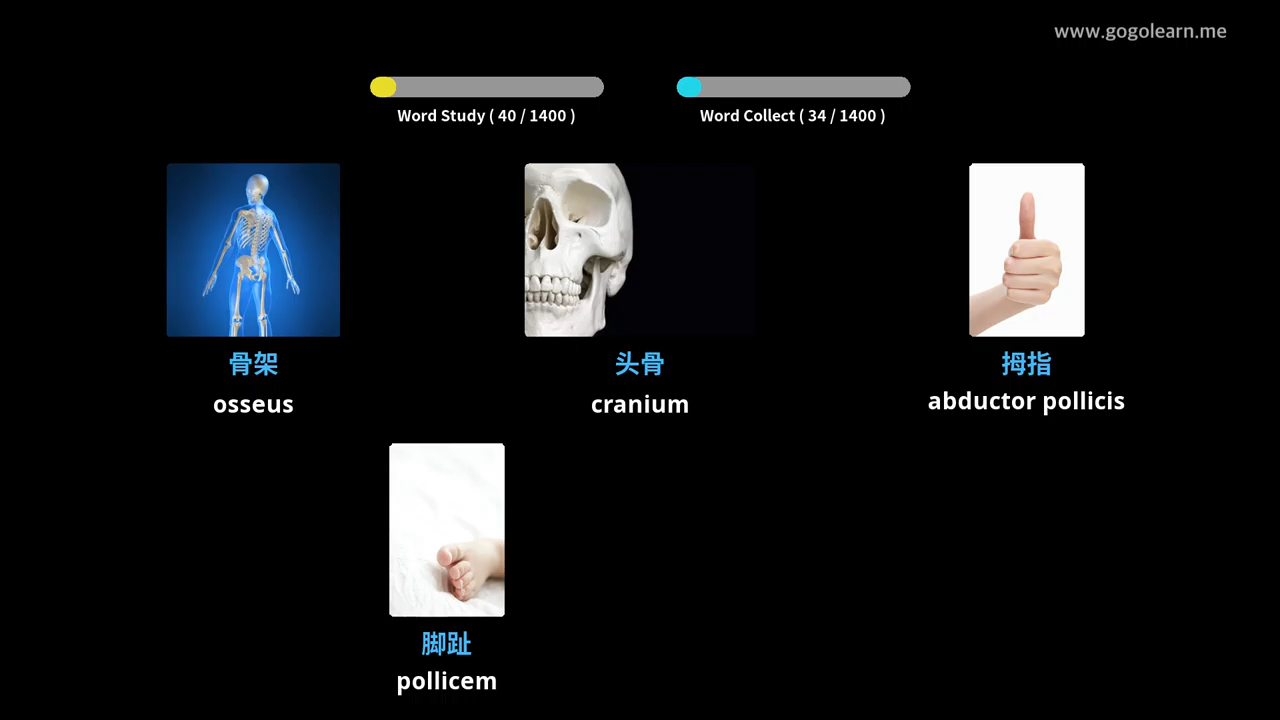 www.gogolearn.me
Word Study ( 40 / 1400 )
Word Collect ( 34 / 1400 )
骨架
头骨
拇指
osseus
cranium
abductor pollicis
脚趾
pollicem